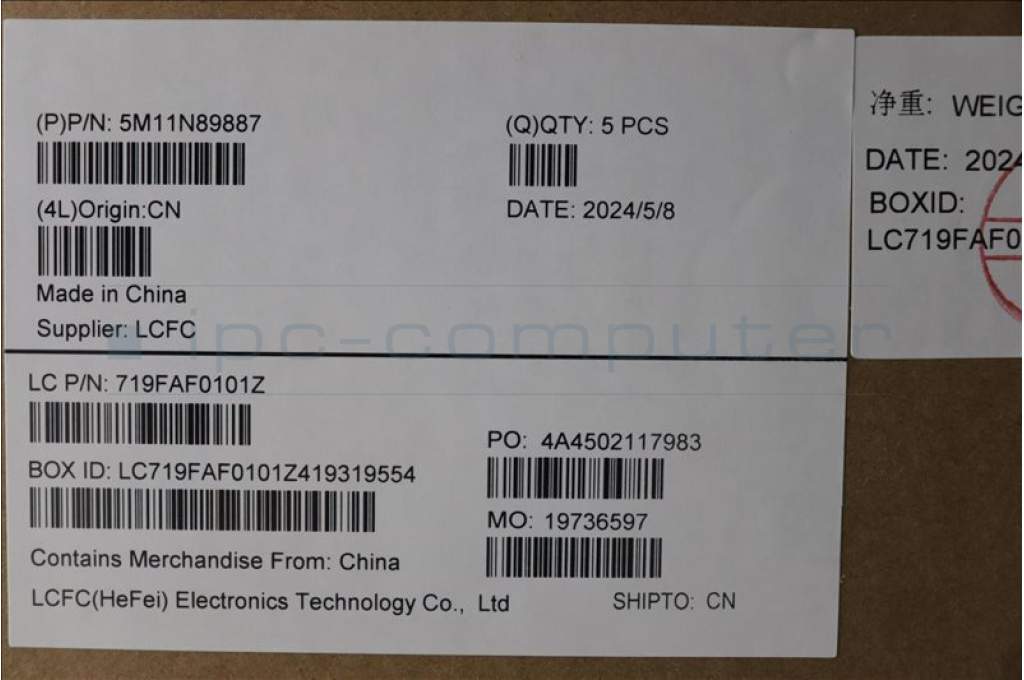 (P)P/N: 5M11N89887
(Q)QTY: 5 PCS
(4L)Origin:CN
DATE: 2024/5/8
Made in China
Supplier: LCFC
ipc-computer
LC P/N: 719FAF0101Z
PO: 4A4502117983
BOX ID: LC719FAF0101Z419319554
MO: 19736597
Contains Merchandise From: China
LCFC(HeFei) Electronics Technology Co., Ltd
SHIPTO: CN
净重: WEIG
DATE: 2024
BOXID:
LC719FAF0